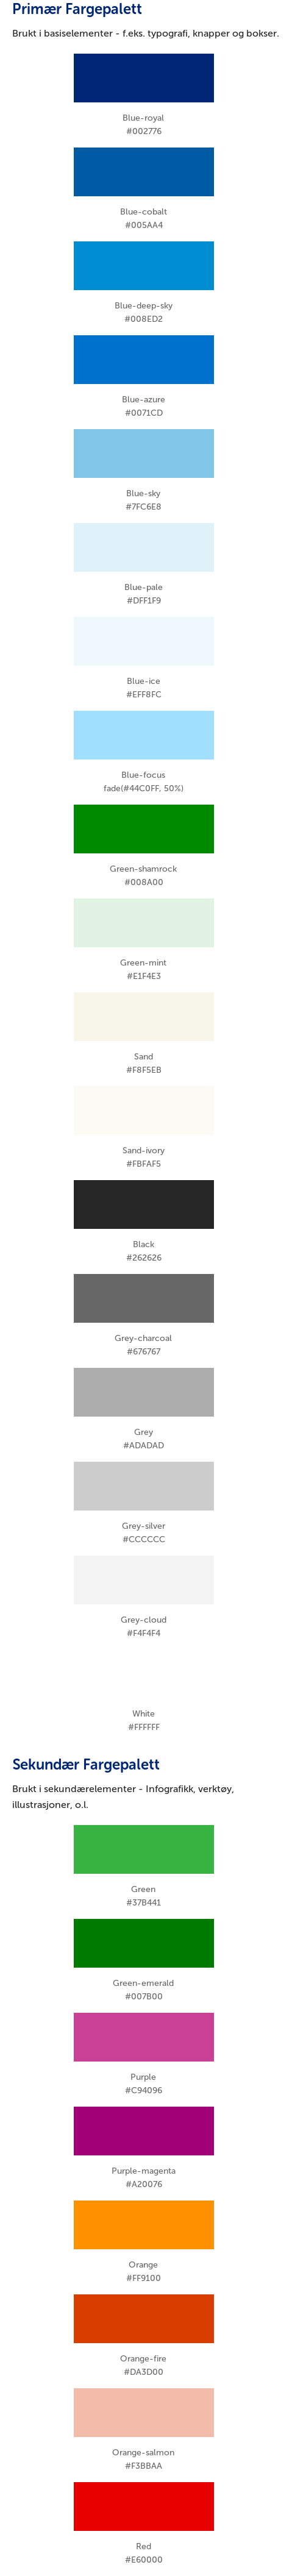 Primær Fargepalett
Brukt i basiselementer - f.eks. typografi, knapper og bokser.
Blue-royal
#002776
Blue-cobalt
#005AA4
Blue-deep-sky
#008ED2
Blue-azure
#0071CD
Blue-sky
#7FC6E8
Blue-pale
#DFF1F9
Blue-ice
#EFF8FC
Blue-focus
fade(#44C0FF, 50%)
Green-shamrock
#008A00
Green-mint
#E1F4E3
Sand
#F8F5EB
Sand-ivory
#FBFAF5
Black
#262626
Grey-charcoal
#676767
Grey
#ADADAD
Grey-silver
#CCCCCC
Grey-cloud
#F4F4F4
White
#FFFFFF
Sekundær Fargepalett
Brukt i sekundærelementer - Infografikk, verktøy,
illustrasjoner, o.l.
Green
#37B441
Green-emerald
#007B00
Purple
#C94096
Purple-magenta
#A20076
Orange
#FF9100
Orange-fire
#DA3D00
Orange-salmon
#F3BBAA
Red
#E60000